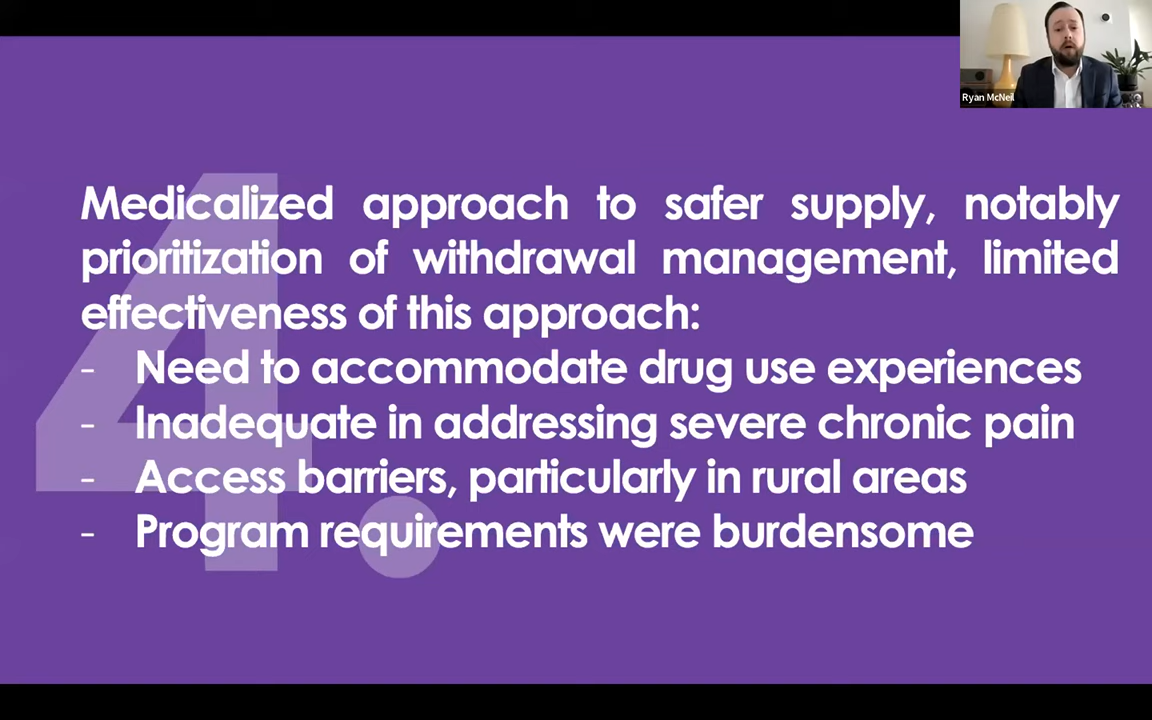 Ryan McNeil
4.
Medicalized approach to safer supply, notably
prioritization of withdrawal management, limited
effectiveness of this approach:
- Need to accommodate drug use experiences
- Inadequate in addressing severe chronic pain
- Access barriers, particularly in rural areas
- Program requirements were burdensome